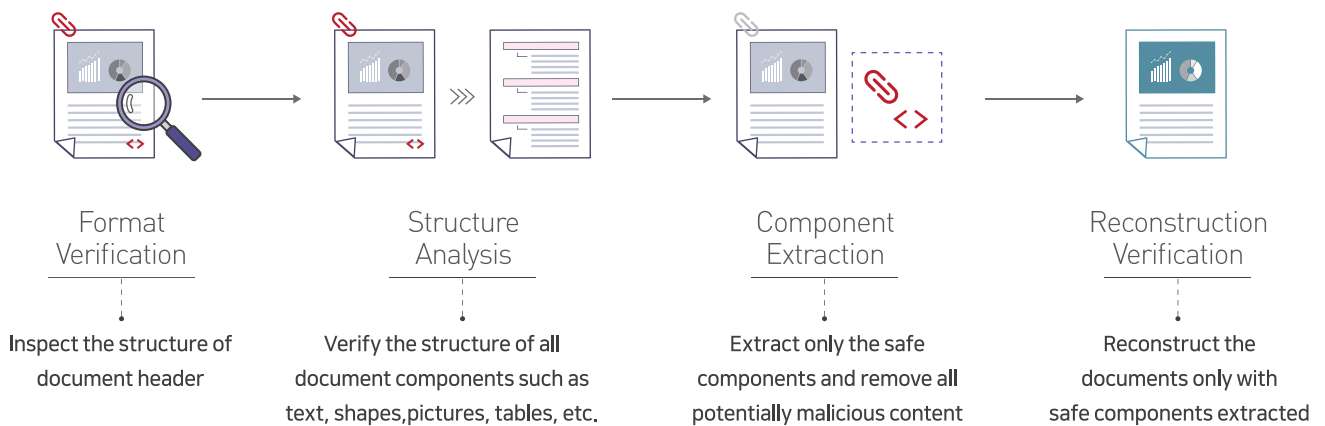 Format
Verification
Inspect the structure of
document header
Structure
Analysis
Verify the structure of all
document components such as
text, shapes,pictures, tables, etc.
Component
Extraction
Extract only the safe
components and remove all
potentially malicious content
Reconstruction
Verification
Reconstruct the
documents only with
safe components extracted